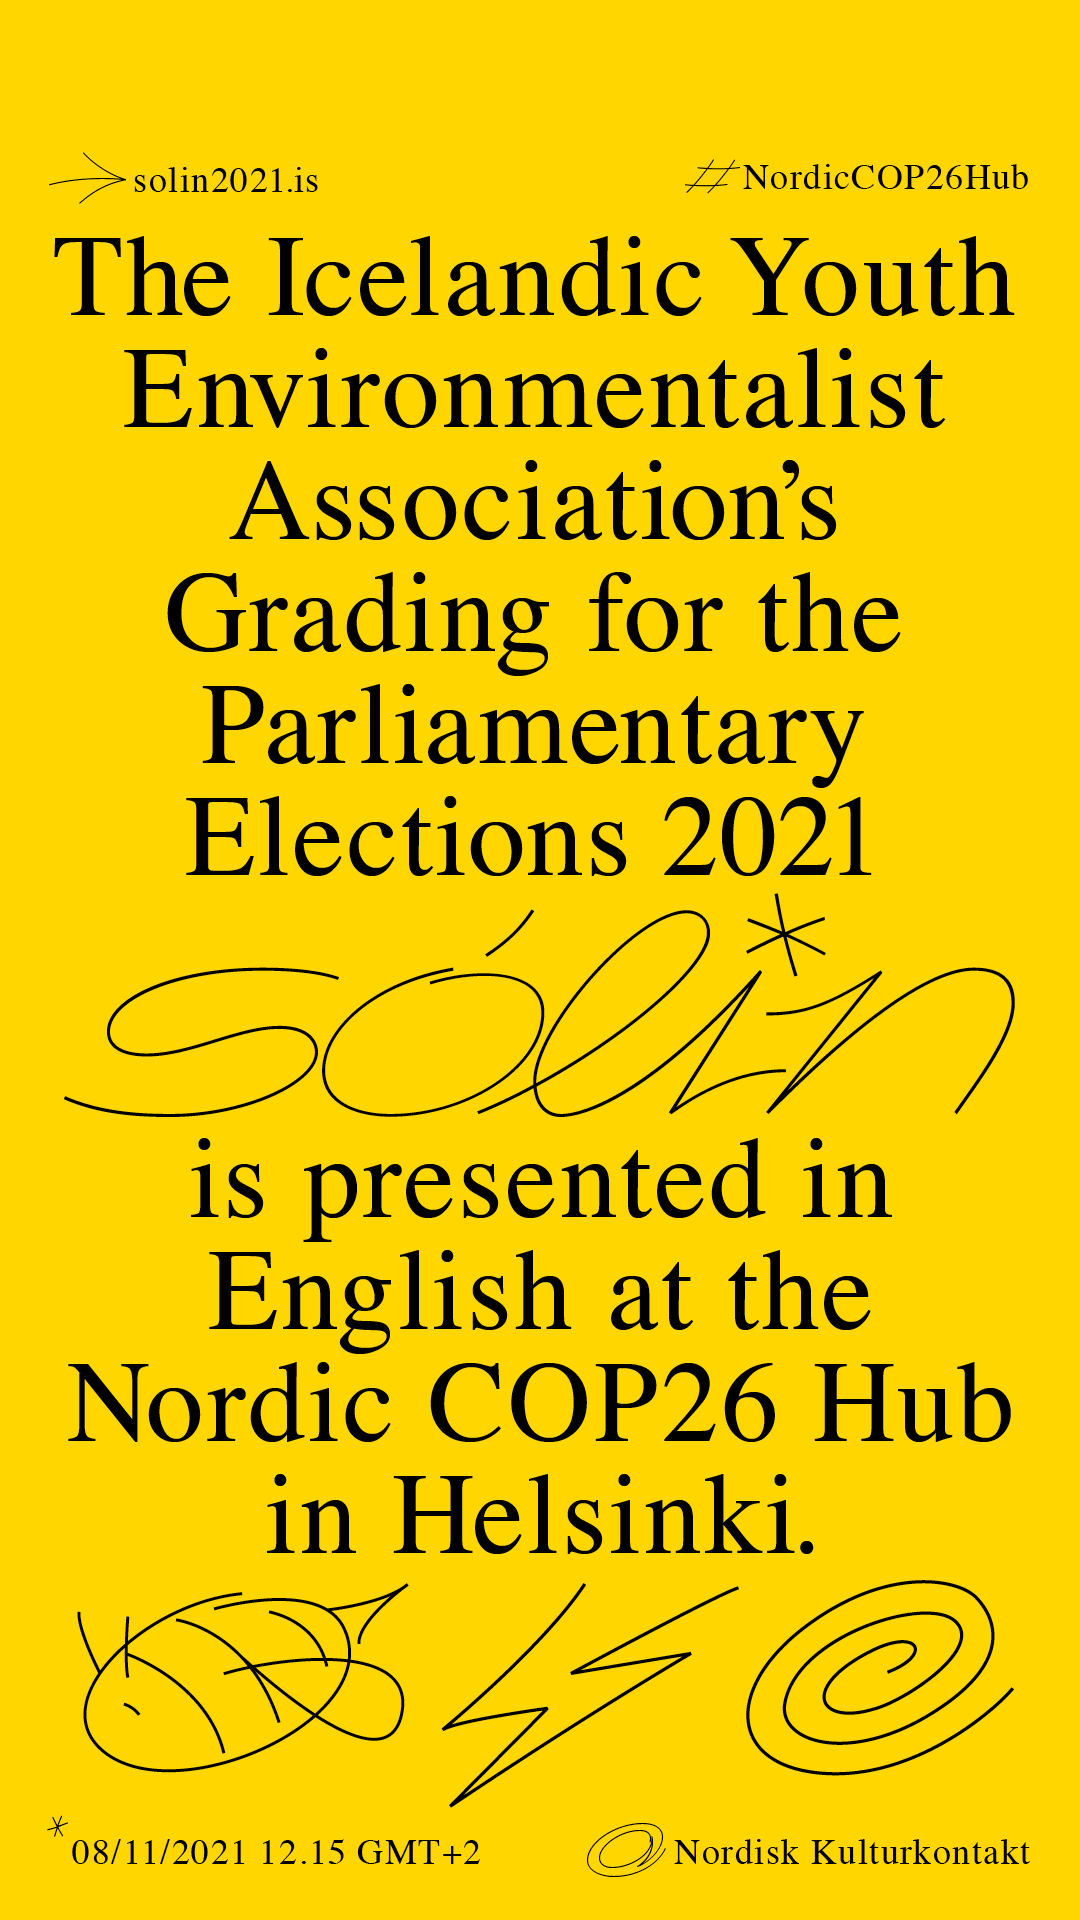 solin2021.is
#NordicCOP26Hub
The Icelandic Youth
Environmentalist
Association’s
Grading for the
Parliamentary
Elections 2021
sólin
is presented in
English at the
Nordic COP26 Hub
in Helsinki.
*08/11/2021 12.15 GMT+2
Nordisk Kulturkontakt